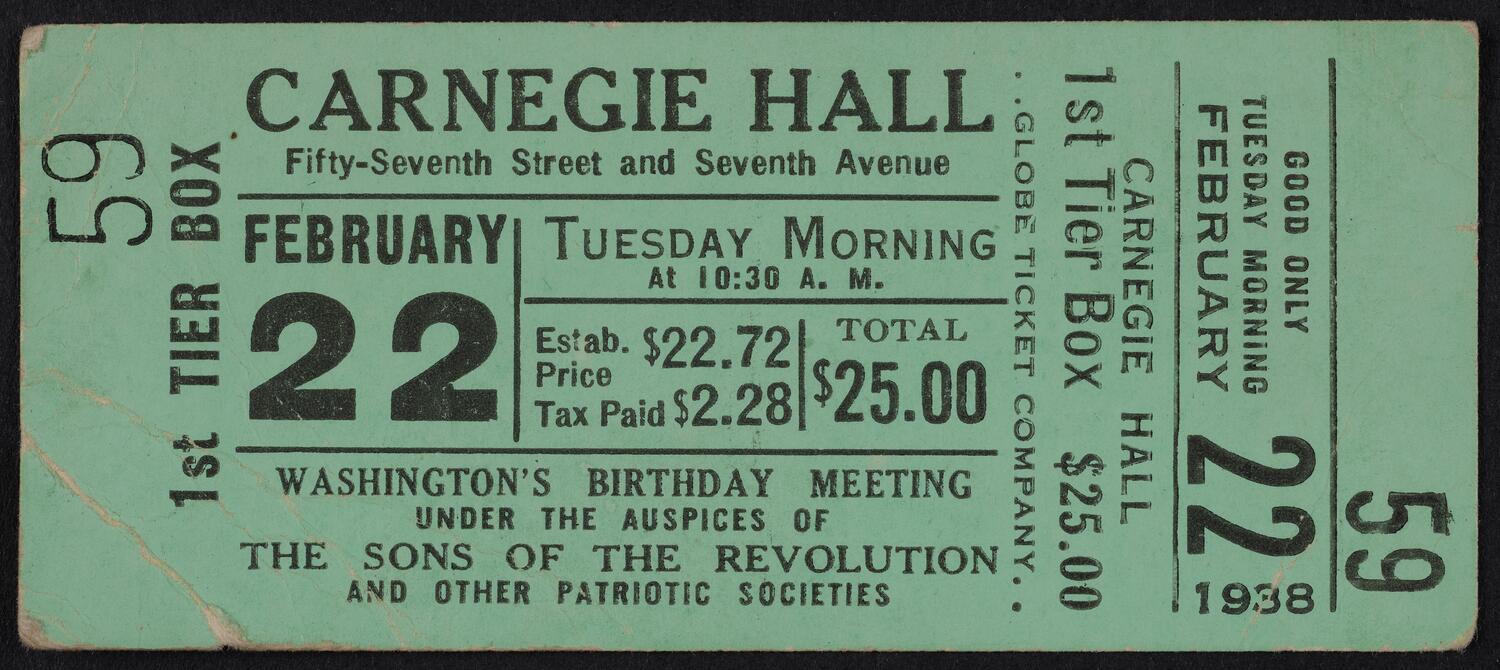 59
1st TIER BOX
CARNEGIE HALL
Fifty-Seventh Street and Seventh Avenue
FEBRUARY
22
TUESDAY MORNING
At 10:30 A. M.
Estab. Price $22.72
Tax Paid $2.28
TOTAL
$25.00
WASHINGTON'S BIRTHDAY MEETING
UNDER THE AUSPICES OF
THE SONS OF THE REVOLUTION
AND OTHER PATRIOTIC SOCIETIES
. . GLOBE TICKET COMPANY. . .
1st Tier Box $25.00
CARNEGIE HALL
GOOD ONLY
TUESDAY MORNING
FEBRUARY
22
1938
59